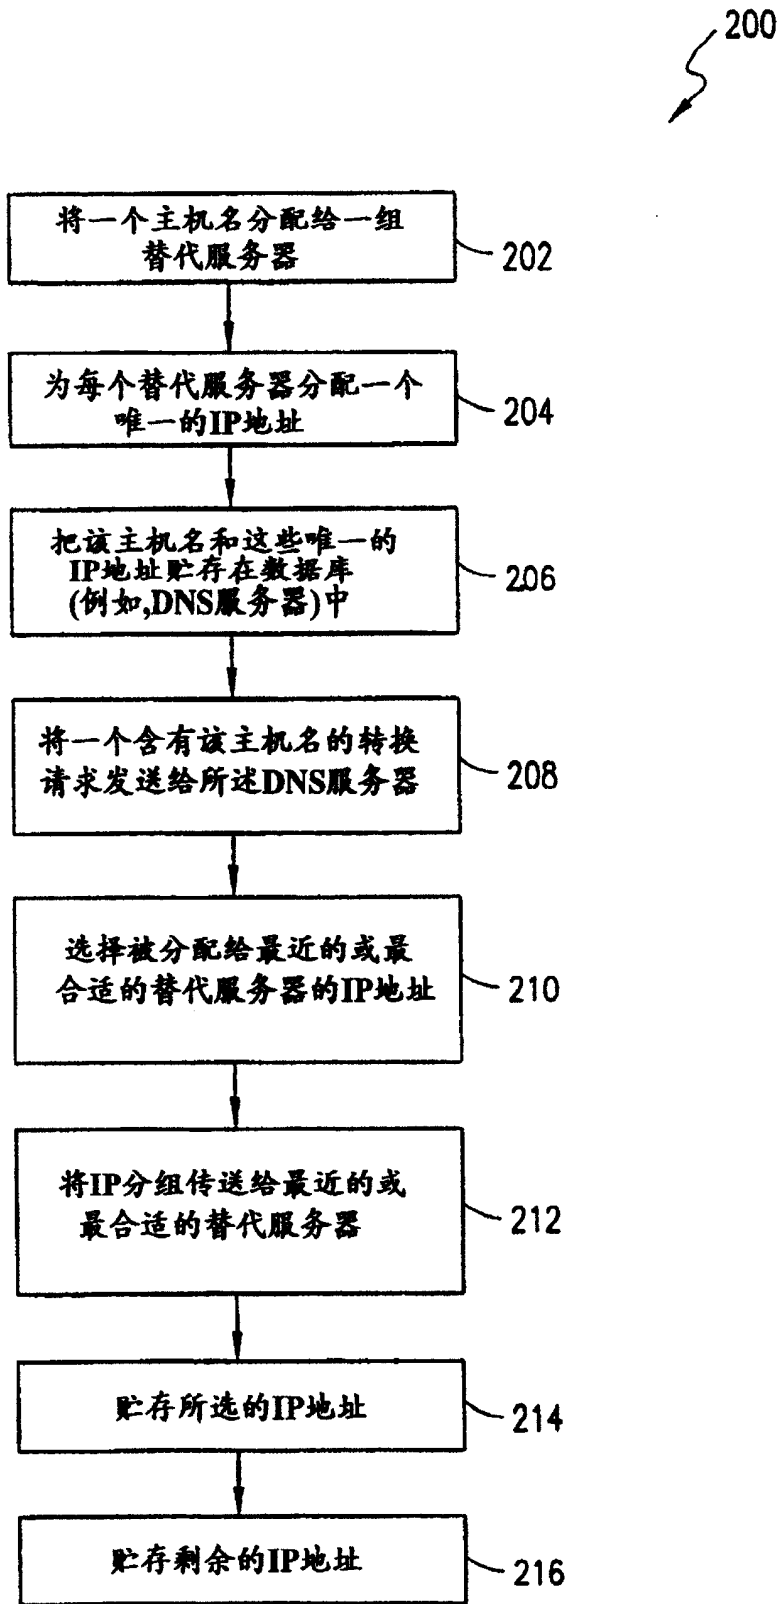 200
将一个主机名分配给一组
替代服务器
202
为每个替代服务器分配一个
唯一的IP地址
204
把该主机名和这些唯一的
IP地址贮存在数据库
(例如,DNS服务器)中
206
将一个含有该主机名的转换
请求发送给所述DNS服务器
208
选择被分配给最近的或最
合适的替代服务器的IP地址
210
将IP分组传送给最近的或
最合适的替代服务器
212
贮存所选的IP地址
214
贮存剩余的IP地址
216